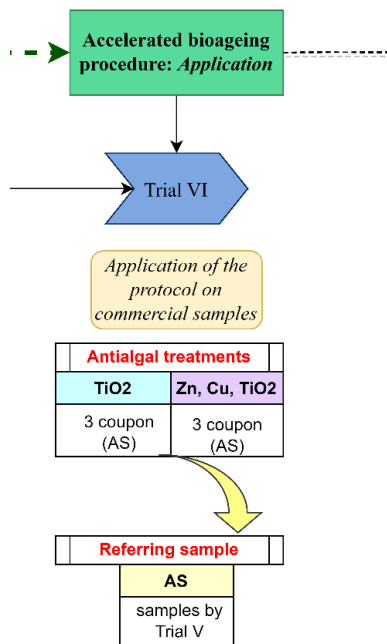 Accelerated bioageing
procedure: Application
Trial VI
Application of the
protocol on
commercial samples
Antialgal treatments
TiO2
Zn, Cu, TiO2
3 coupon
(AS)
3 coupon
(AS)
Referring sample
AS
samples by
Trial V